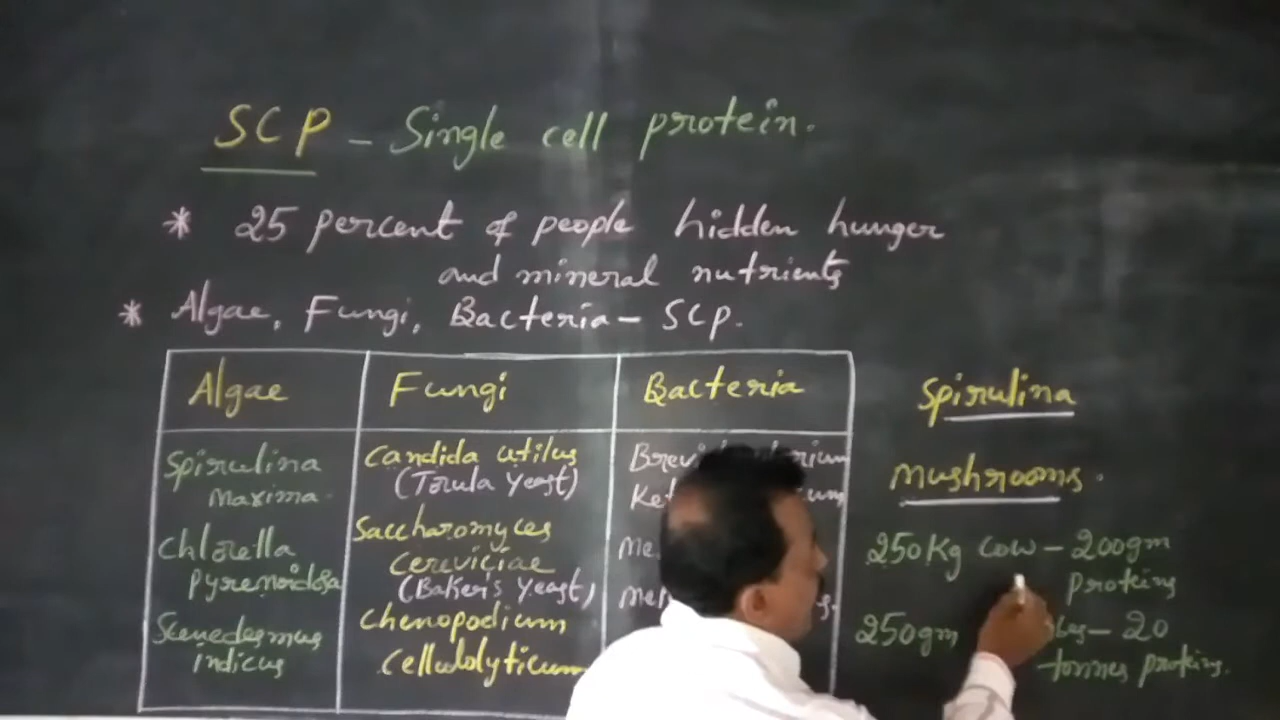 SCP - Single cell protein.
* 25 percent of people hidden hunger
and mineral nutrients
* Algae, Fungi, Bacteria - SCP.
Algae
Spirulina
maxima.
Chlorella
pyrenoidosa
Scenedesmus
indicus
Fungi
Candida utilus
(Torula Yeast)
Saccharomyces
cereviciae
(Baker's Yeast)
Chenopodium
Cellulolyticum
Bacteria
Spirulina
Mushrooms.
250Kg Cow - 200gm
proteins
250gm - 20
tonnes proteins.